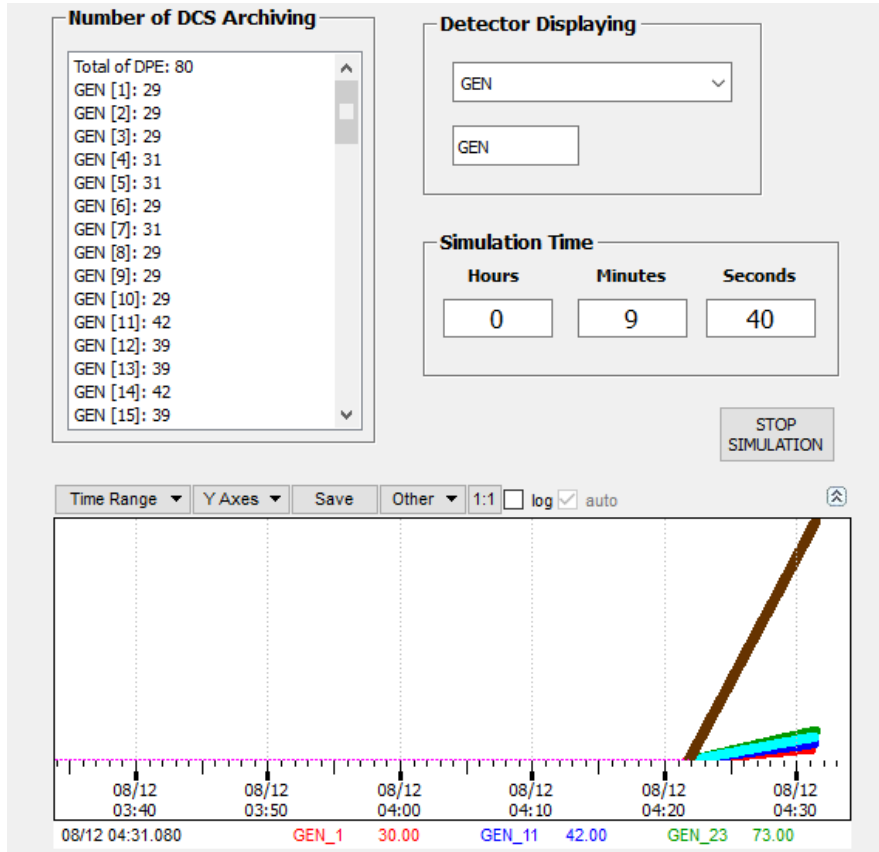 Number of DCS Archiving
Total of DPE: 80
GEN [1]: 29
GEN [2]: 29
GEN [3]: 29
GEN [4]: 31
GEN [5]: 31
GEN [6]: 29
GEN [7]: 31
GEN [8]: 29
GEN [9]: 29
GEN [10]: 29
GEN [11]: 42
GEN [12]: 39
GEN [13]: 39
GEN [14]: 42
GEN [15]: 39
Detector Displaying
GEN
GEN
Simulation Time
Hours Minutes Seconds
0 9 40
STOP
SIMULATION
Time Range Y Axes Save Other 1:1 log auto
08/12 08/12 08/12 08/12 08/12 08/12
03:40 03:50 04:00 04:10 04:20 04:30
08/12 04:31.080 GEN_1 30.00 GEN_11 42.00 GEN_23 73.00